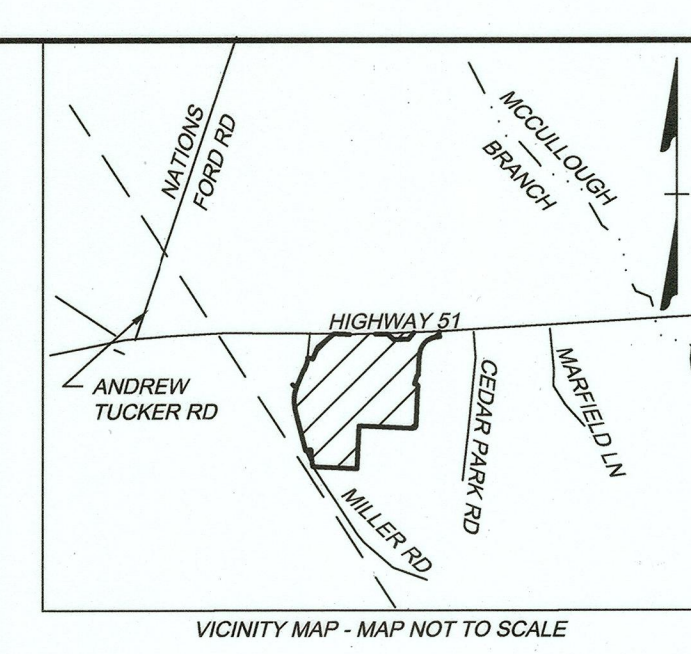 NATIONS
FORD RD
MCCULLOUGH
BRANCH
HIGHWAY 51
ANDREW
TUCKER RD
CEDAR PARK RD
MARFIELD LN
MILLER RD
VICINITY MAP - MAP NOT TO SCALE